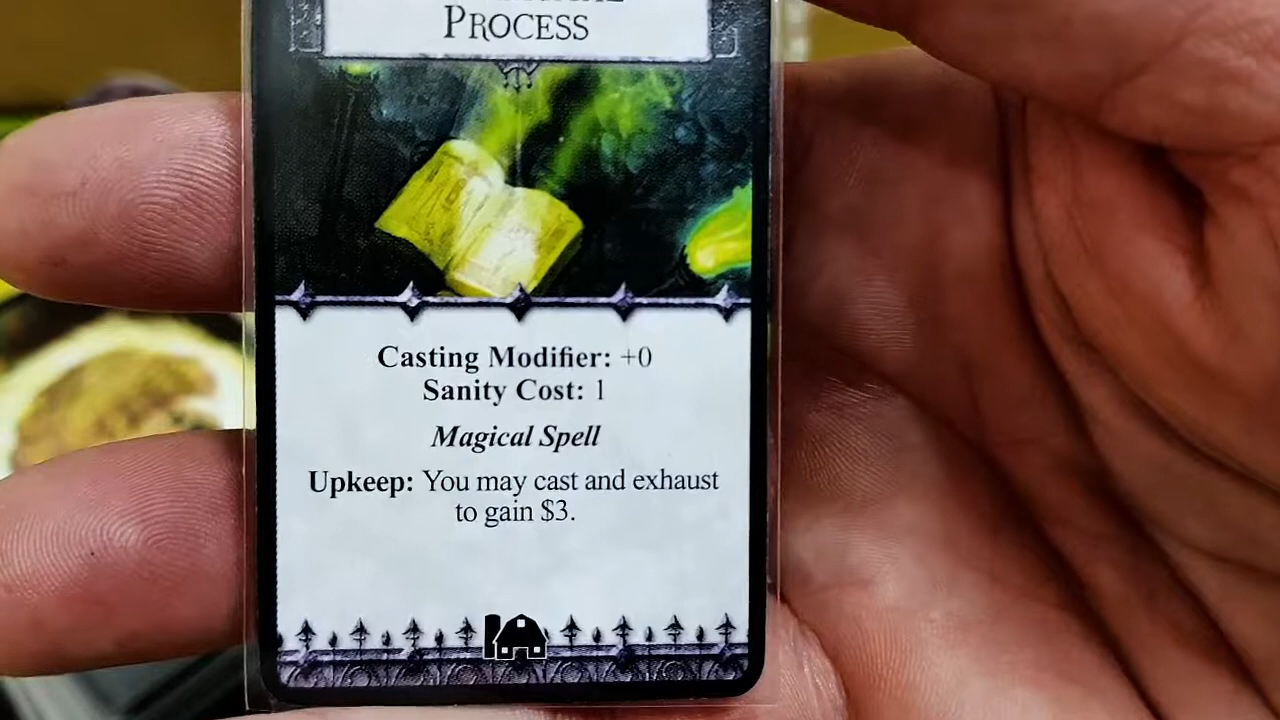 PROCESS
Casting Modifier: +0
Sanity Cost: 1
Magical Spell
Upkeep: You may cast and exhaust
to gain $3.